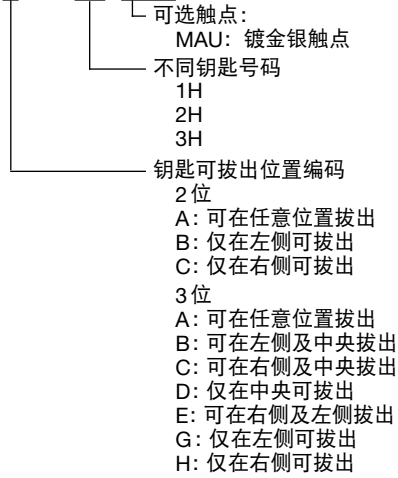 可选触点：
MAU：镀金银触点
不同钥匙号码
1H
2H
3H
钥匙可拔出位置编码
2位
A：可在任意位置拔出
B：仅在左侧可拔出
C：仅在右侧可拔出
3位
A：可在任意位置拔出
B：可在左侧及中央拔出
C：可在右侧及中央拔出
D：仅在中央可拔出
E：可在右侧及左侧拔出
G：仅在左侧可拔出
H：仅在右侧可拔出